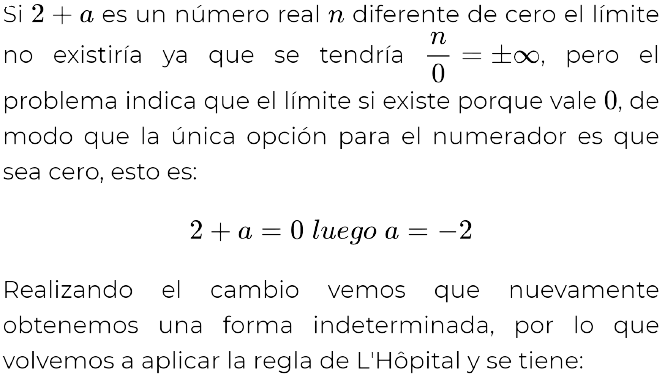 Si 2 + a es un número real n diferente de cero el límite
no existiría ya que se tendría n/0 = ±∞, pero el
problema indica que el límite si existe porque vale 0, de
modo que la única opción para el numerador es que
sea cero, esto es:
2 + a = 0 luego a = −2
Realizando el cambio vemos que nuevamente
obtenemos una forma indeterminada, por lo que
volvemos a aplicar la regla de L'Hôpital y se tiene: